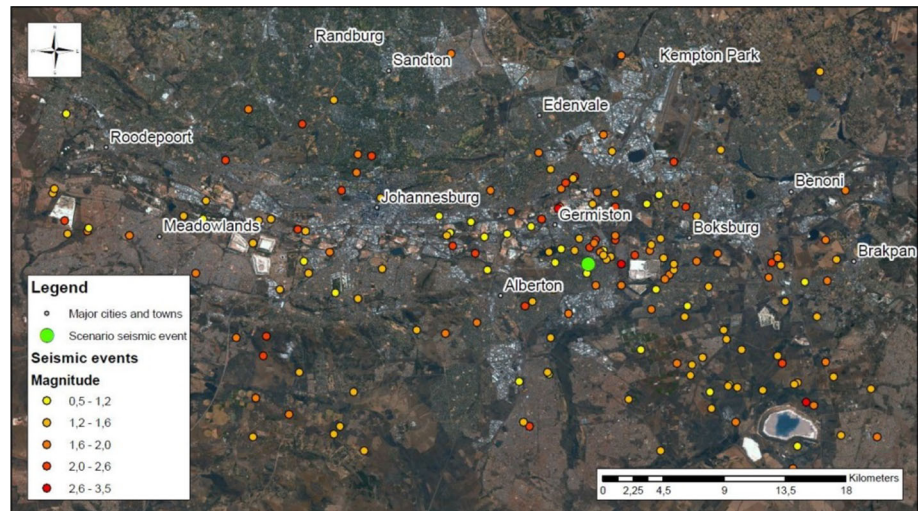 Randburg
Sandton
Kempton Park
Edenvale
Roodepoort
Benoni
Johannesburg
Germiston
Meadowlands
Boksburg
Brakpan
Alberton
Legend
Major cities and towns
Scenario seismic event
Seismic events
Magnitude
0,5 - 1,2
1,2 - 1,6
1,6 - 2,0
2,0 - 2,6
2,6 - 3,5
Kilometers
0 2,25 4,5 9 13,5 18